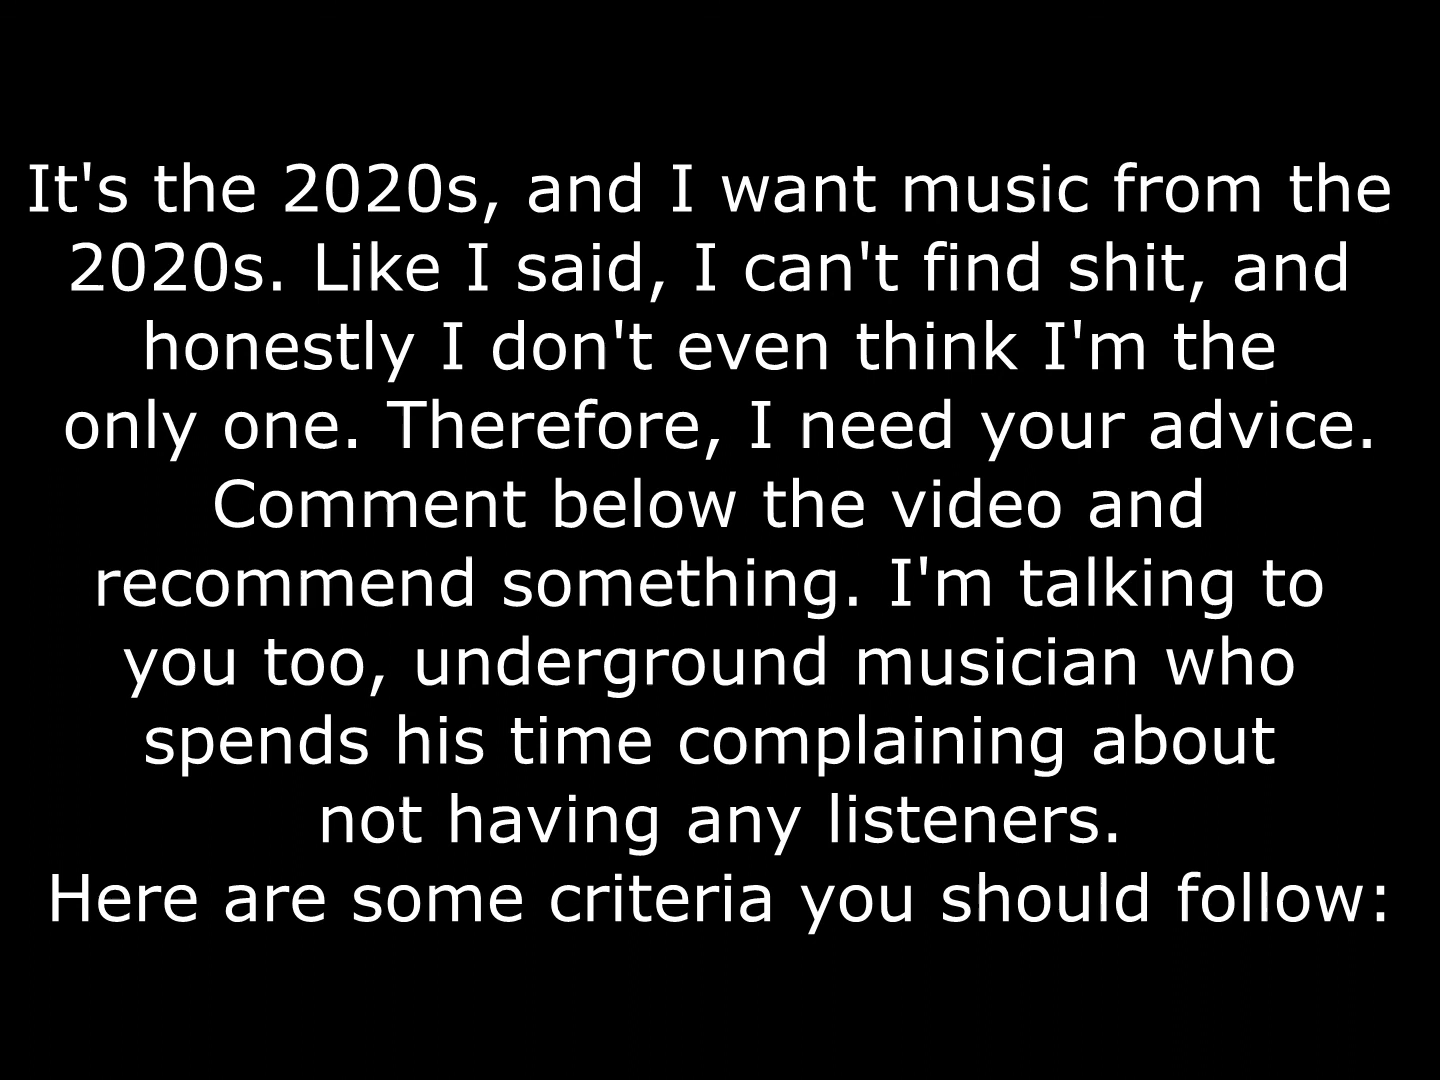 It's the 2020s, and I want music from the
2020s. Like I said, I can't find shit, and
honestly I don't even think I'm the
only one. Therefore, I need your advice.
Comment below the video and
recommend something. I'm talking to
you too, underground musician who
spends his time complaining about
not having any listeners.
Here are some criteria you should follow: